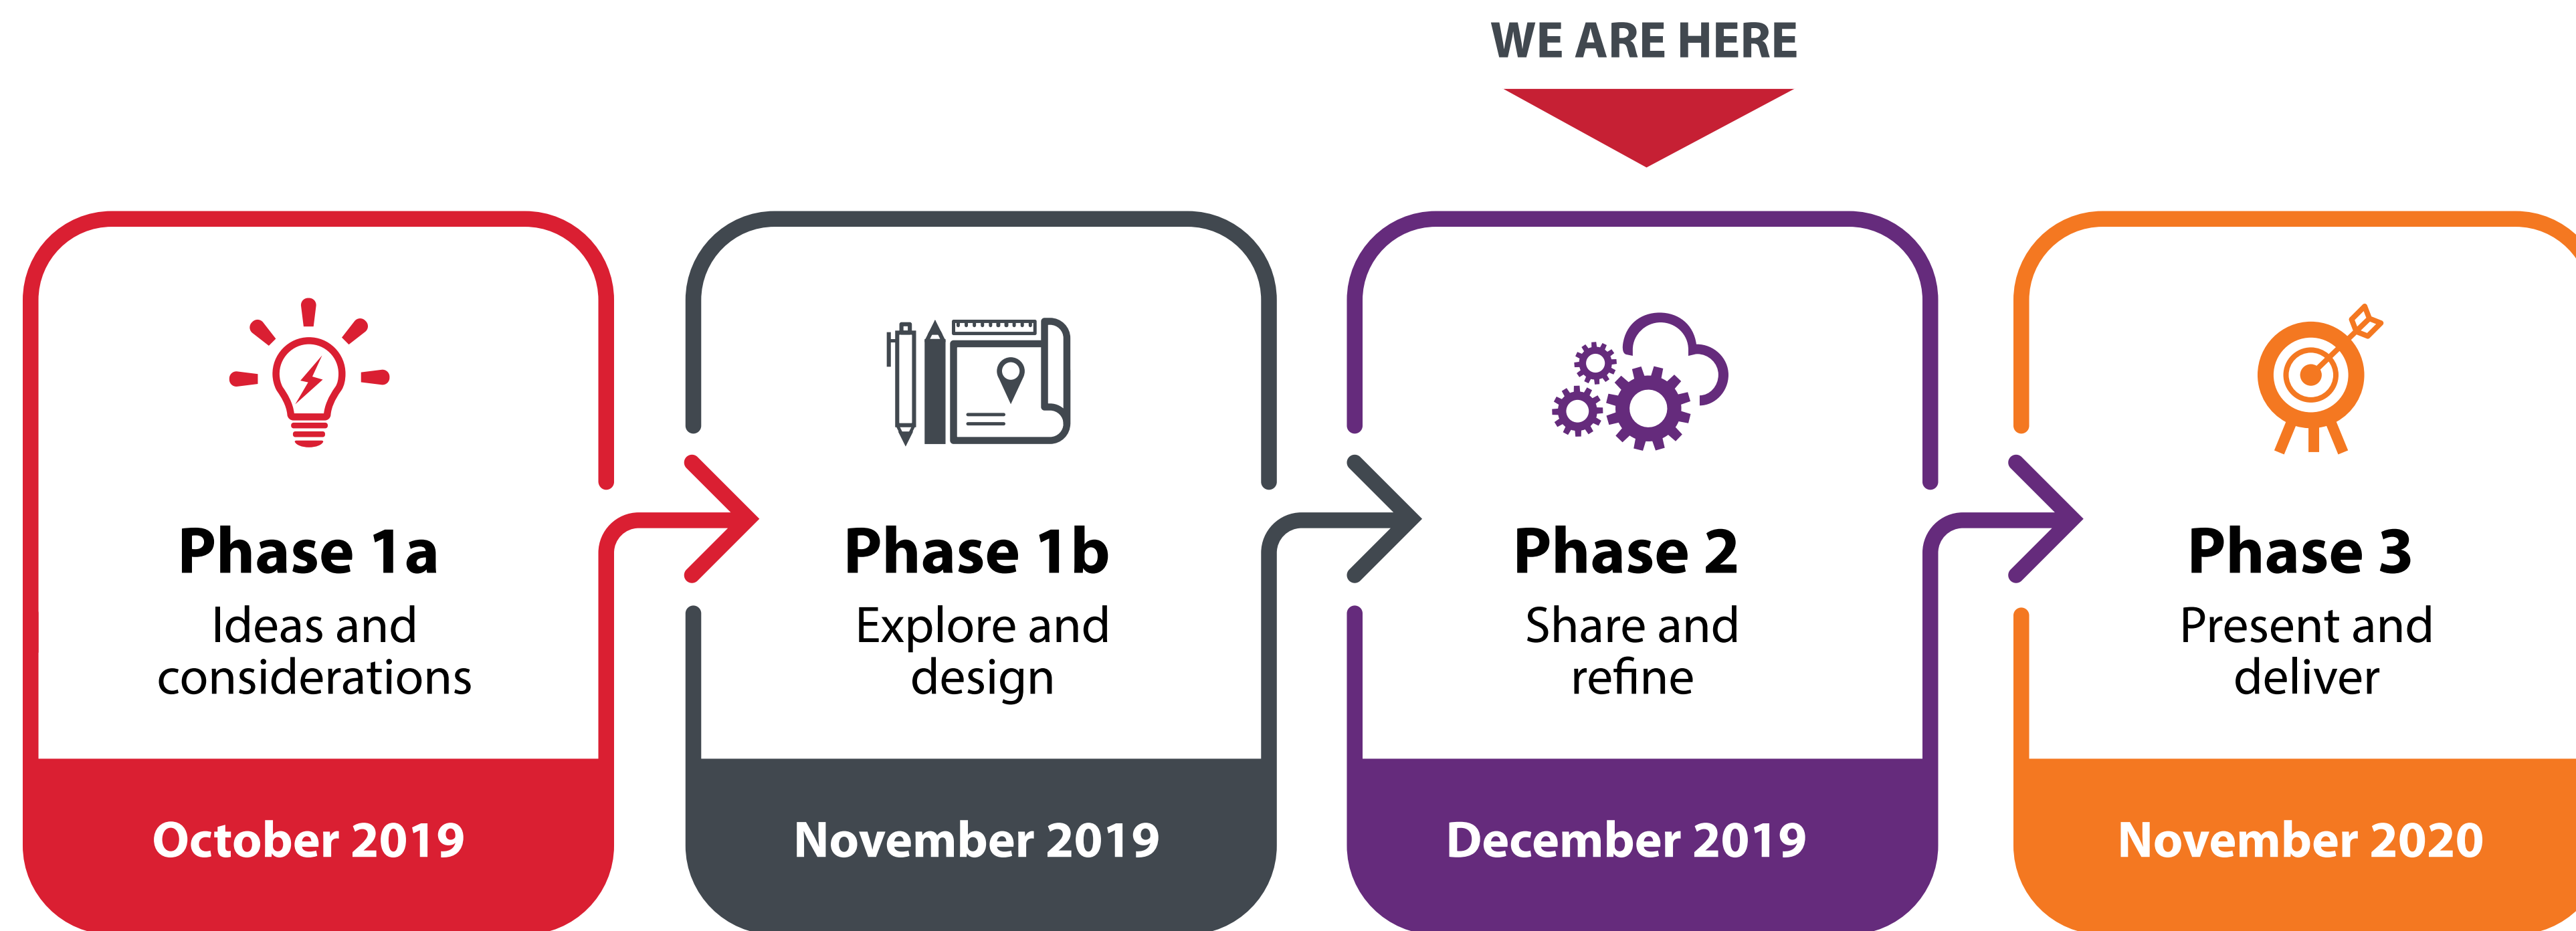 WE ARE HERE
Phase 1a
Ideas and
considerations
October 2019
Phase 1b
Explore and
design
November 2019
Phase 2
Share and
refine
December 2019
Phase 3
Present and
deliver
November 2020